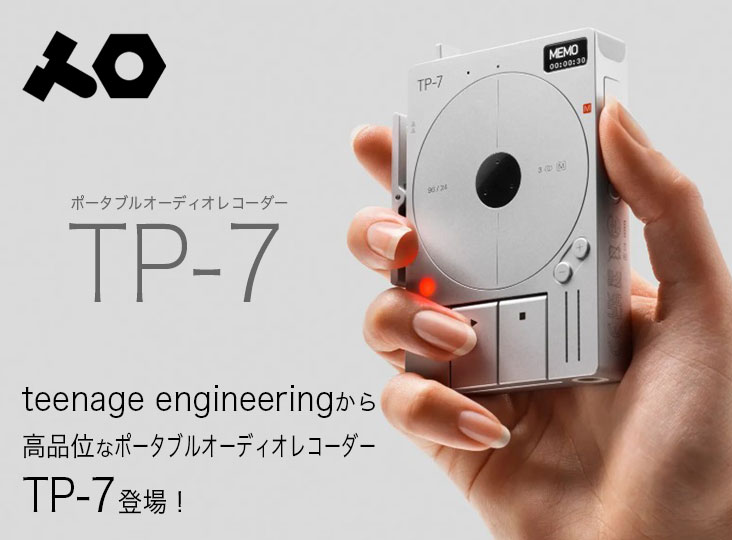 ポータブルオーディオレコーダー
TP-7
teenage engineeringから
高品位なポータブルオーディオレコーダー
TP-7登場！
MEMO
00:00:30
TP-7
M
96/24
M